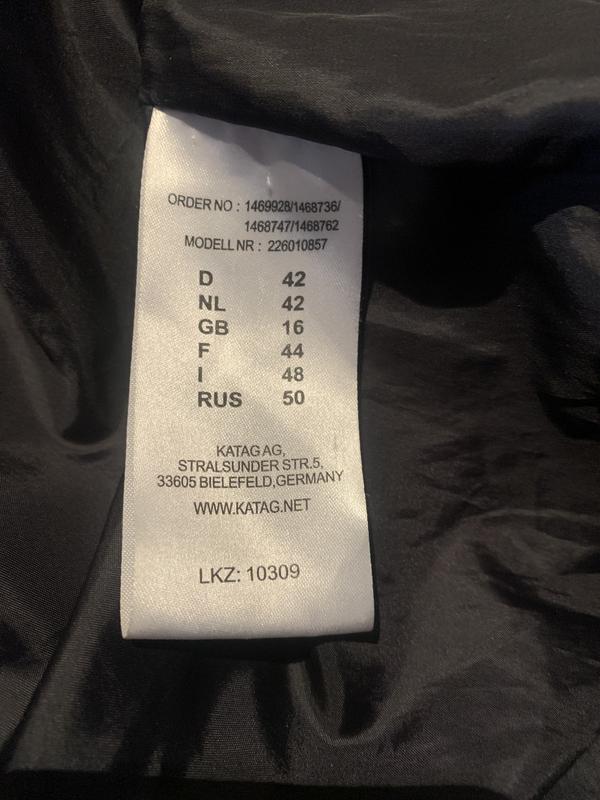 ORDER NO : 1469928/1468736/
1468747/1468762
MODELL NR : 226010857
D 42
NL 42
GB 16
F 44
I 48
RUS 50
KATAG AG,
STRALSUNDER STR.5,
33605 BIELEFELD,GERMANY
WWW.KATAG.NET
LKZ: 10309